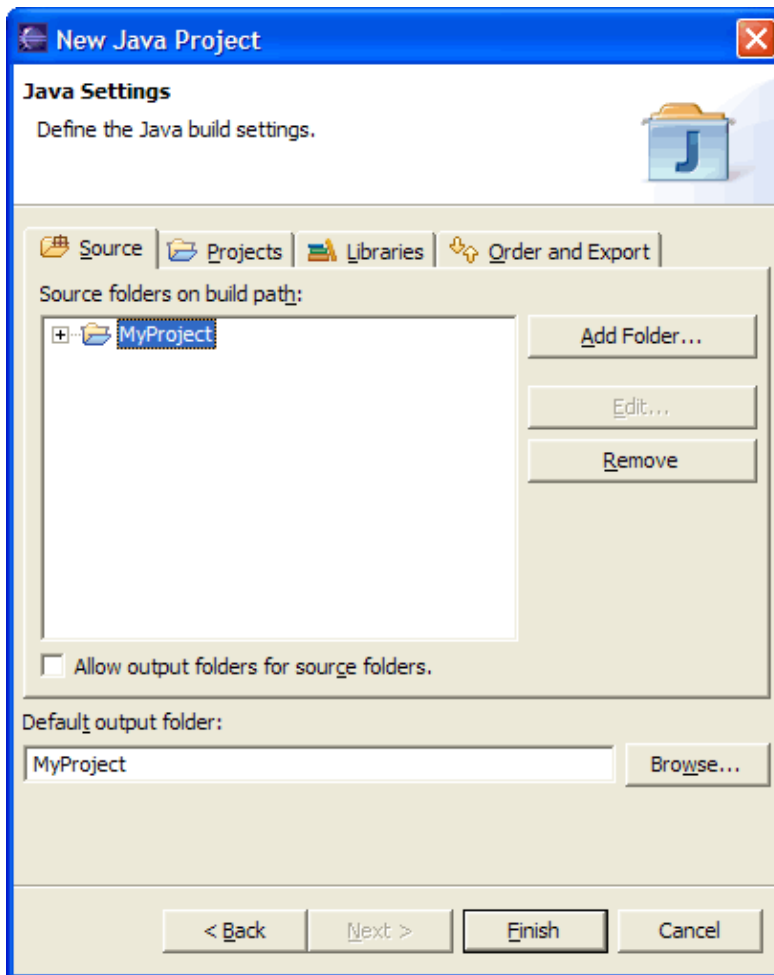 New Java Project
Java Settings
Define the Java build settings.
J
Source Projects Libraries Order and Export
Source folders on build path:
MyProject
Add Folder...
Edit...
Remove
Allow output folders for source folders.
Default output folder:
MyProject
Browse...
< Back Next > Finish Cancel